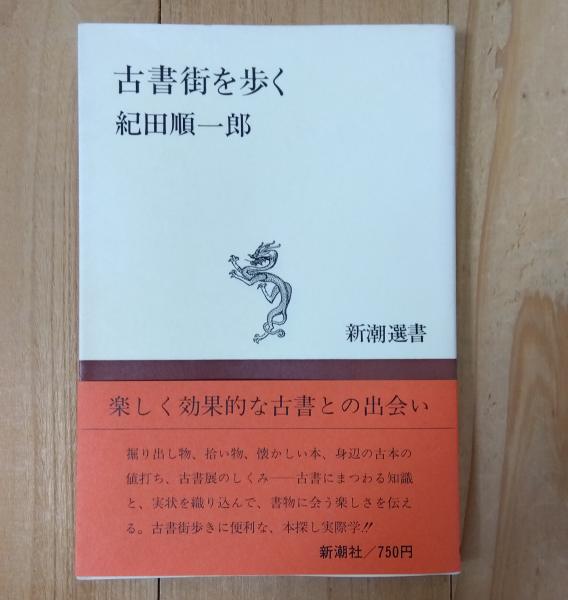 古書街を歩く
紀田順一郎
新潮選書
楽しく効果的な古書との出会い
掘り出し物、拾い物、懐かしい本、身辺の古本の
値打ち、古書展のしくみ──古書にまつわる知識
と、実状を織り込んで、書物に会う楽しさを伝え
る。古書街歩きに便利な、本探し実際学!!
新潮社/750円